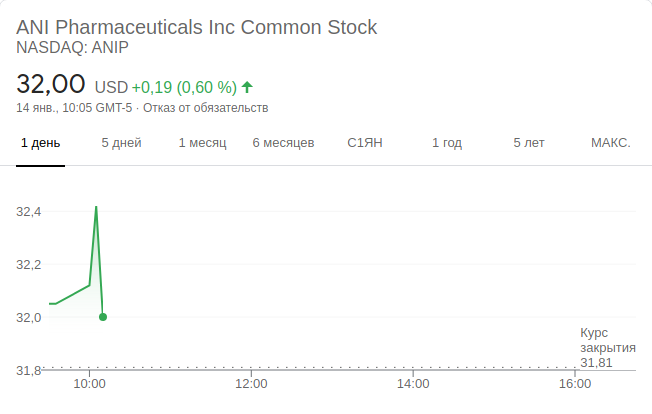 ANI Pharmaceuticals Inc Common Stock
NASDAQ: ANIP
32,00 USD +0,19 (0,60 %)
14 янв., 10:05 GMT-5 · Отказ от обязательств
1 день 5 дней 1 месяц 6 месяцев С1ЯН 1 год 5 лет МАКС.
32,4
32,2
32,0
31,8
Курс
закрытия
31,81
10:00 12:00 14:00 16:00